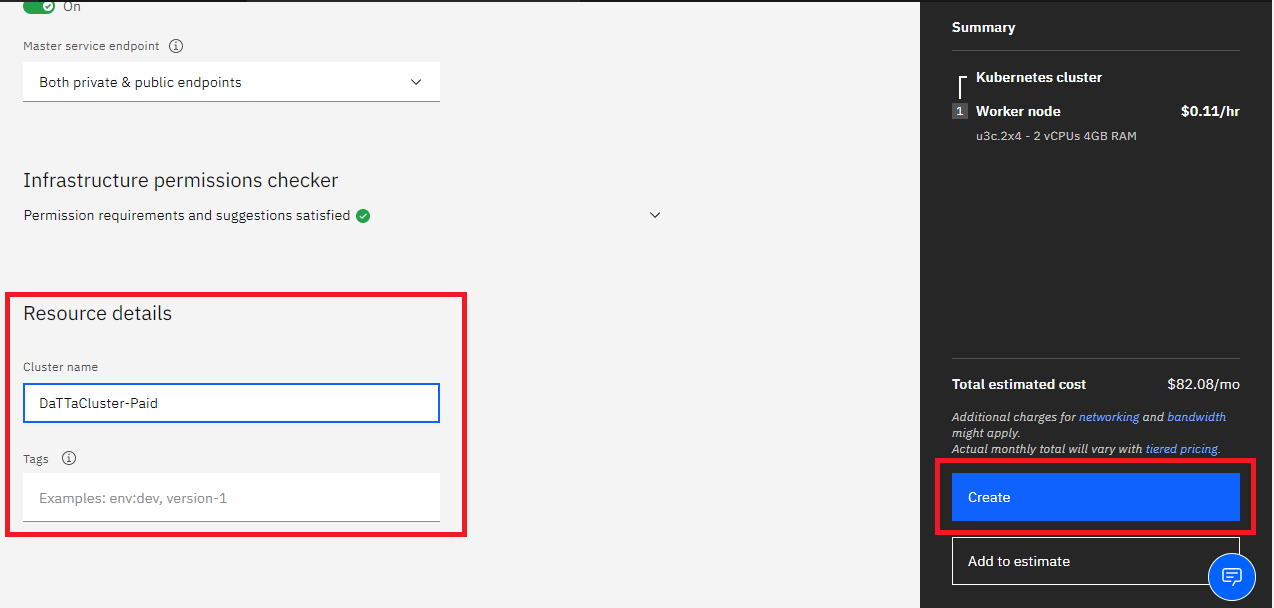 On
Master service endpoint
Both private & public endpoints
Infrastructure permissions checker
Permission requirements and suggestions satisfied
Resource details
Cluster name
DaTTaCluster-Paid
Tags
Examples: env:dev, version-1
Summary
Kubernetes cluster
1 Worker node $0.11/hr
u3c.2x4 - 2 vCPUs 4GB RAM
Total estimated cost $82.08/mo
Additional charges for networking and bandwidth
might apply.
Actual monthly total will vary with tiered pricing.
Create
Add to estimate